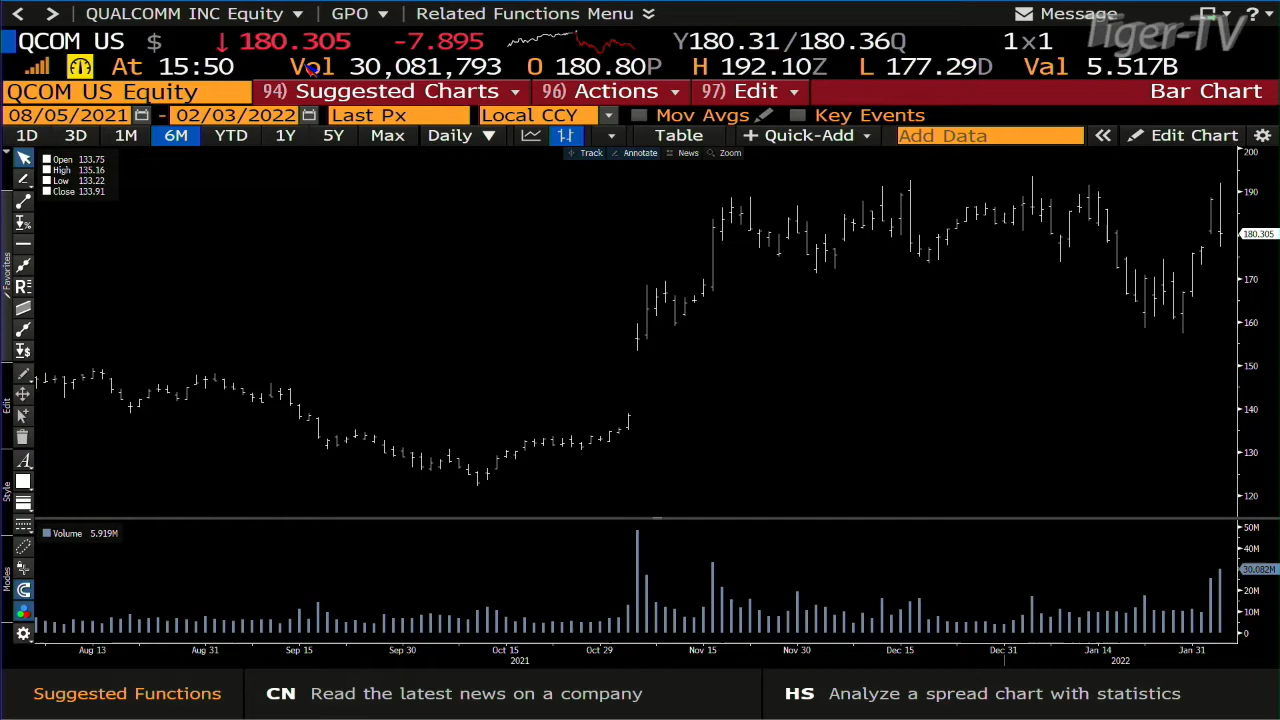 < > QUALCOMM INC Equity GPO Related Functions Menu Message ?
QCOM US $ ↓ 180.305 -7.895 Y180.31/180.36Q 1×1 Tiger-TV
At 15:50 Vol 30,081,793 O 180.80P H 192.10Z L 177.29D Val 5.517B
QCOM US Equity 94) Suggested Charts 96) Actions 97) Edit Bar Chart
08/05/2021 - 02/03/2022 Last Px Local CCY Mov Avgs Key Events
1D 3D 1M 6M YTD 1Y 5Y Max Daily ▼ Table + Quick-Add Add Data « Edit Chart
Track Annotate News Zoom
Open 133.75
High 135.16
Low 133.22
Close 133.91
200
190
180.305
170
160
150
140
130
120
Favorites
Edit
Style
Modes
Volume 5.919M
50M
40M
30.082M
20M
10M
0
Aug 13 Aug 31 Sep 15 Sep 30 Oct 15 Oct 29 Nov 15 Nov 30 Dec 15 Dec 31 Jan 14 Jan 31
2021 2022
Suggested Functions CN Read the latest news on a company HS Analyze a spread chart with statistics